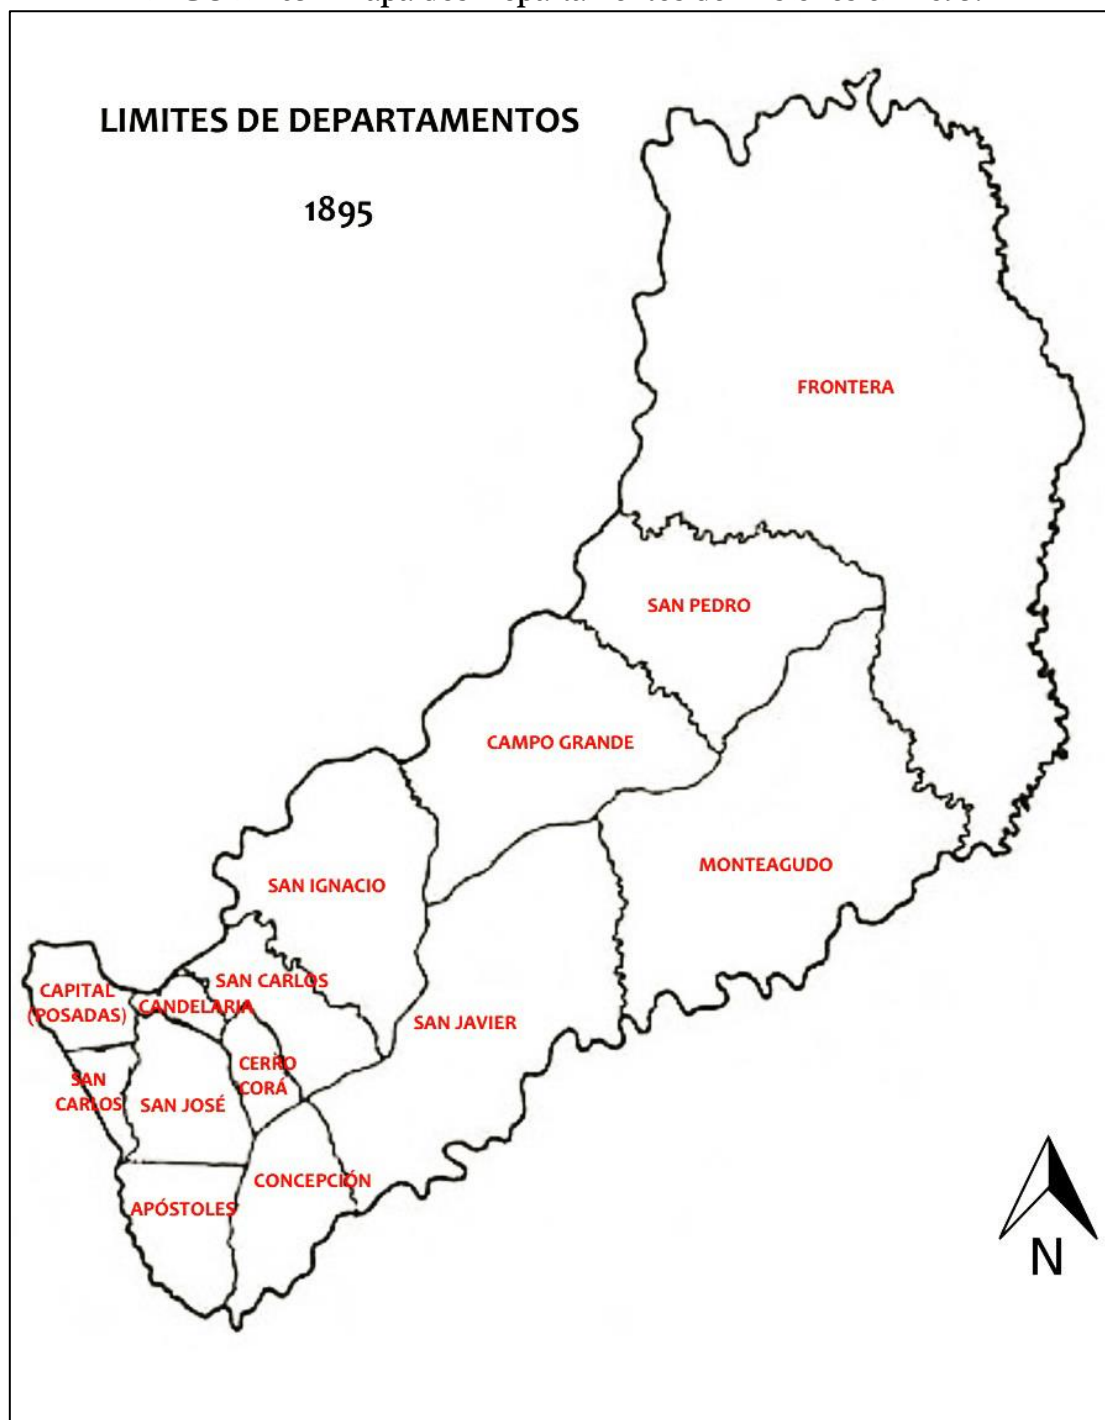 LIMITES DE DEPARTAMENTOS
1895
FRONTERA
SAN PEDRO
CAMPO GRANDE
MONTEAGUDO
SAN IGNACIO
SAN CARLOS
CAPITAL
(POSADAS)
CANDELARIA
SAN JAVIER
CERRO
CORÁ
SAN
CARLOS
SAN JOSÉ
CONCEPCIÓN
APÓSTOLES
N